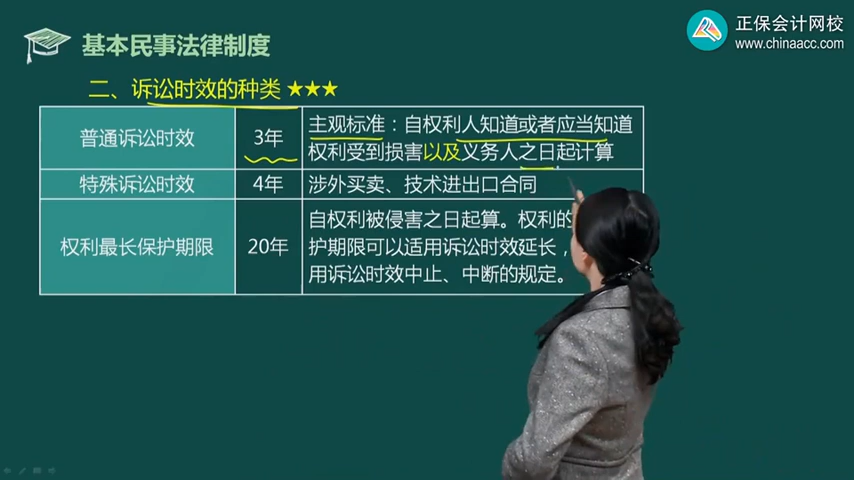 正保会计网校
www.chinaacc.com
基本民事法律制度
二、诉讼时效的种类 ★★★
普通诉讼时效
3年
主观标准：自权利人知道或者应当知道
权利受到损害以及义务人之日起计算
特殊诉讼时效
4年
涉外买卖、技术进出口合同
权利最长保护期限
20年
自权利被侵害之日起算。权利的
护期限可以适用诉讼时效延长，
用诉讼时效中止、中断的规定。